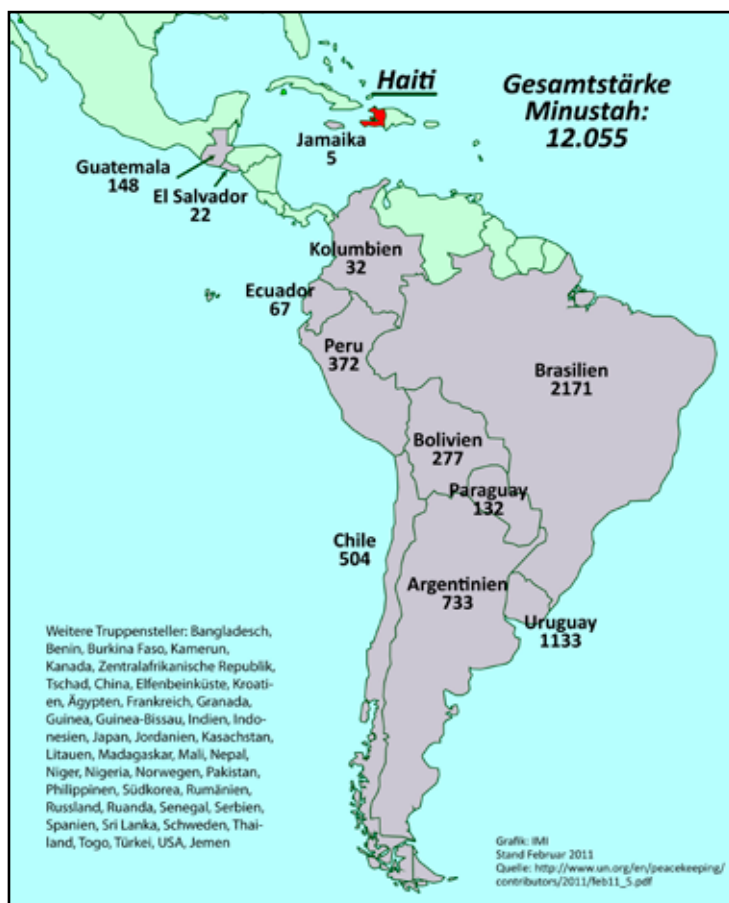 Haiti
Gesamtstärke
Minustah:
12.055
Jamaika
5
Guatemala
148
El Salvador
22
Kolumbien
32
Ecuador
67
Peru
372
Brasilien
2171
Bolivien
277
Paraguay
132
Chile
504
Argentinien
733
Uruguay
1133
Weitere Truppensteller: Bangladesch,
Benin, Burkina Faso, Kamerun,
Kanada, Zentralafrikanische Republik,
Tschad, China, Elfenbeinküste, Kroati-
en, Ägypten, Frankreich, Granada,
Guinea, Guinea-Bissau, Indien, Indo-
nesien, Japan, Jordanien, Kasachstan,
Litauen, Madagaskar, Mali, Nepal,
Niger, Nigeria, Norwegen, Pakistan,
Philippinen, Südkorea, Rumänien,
Russland, Ruanda, Senegal, Serbien,
Spanien, Sri Lanka, Schweden, Thai-
land, Togo, Türkei, USA, Jemen
Grafik: IMI
Stand Februar 2011
Quelle: http://www.un.org/en/peacekeeping/
contributors/2011/feb11_5.pdf